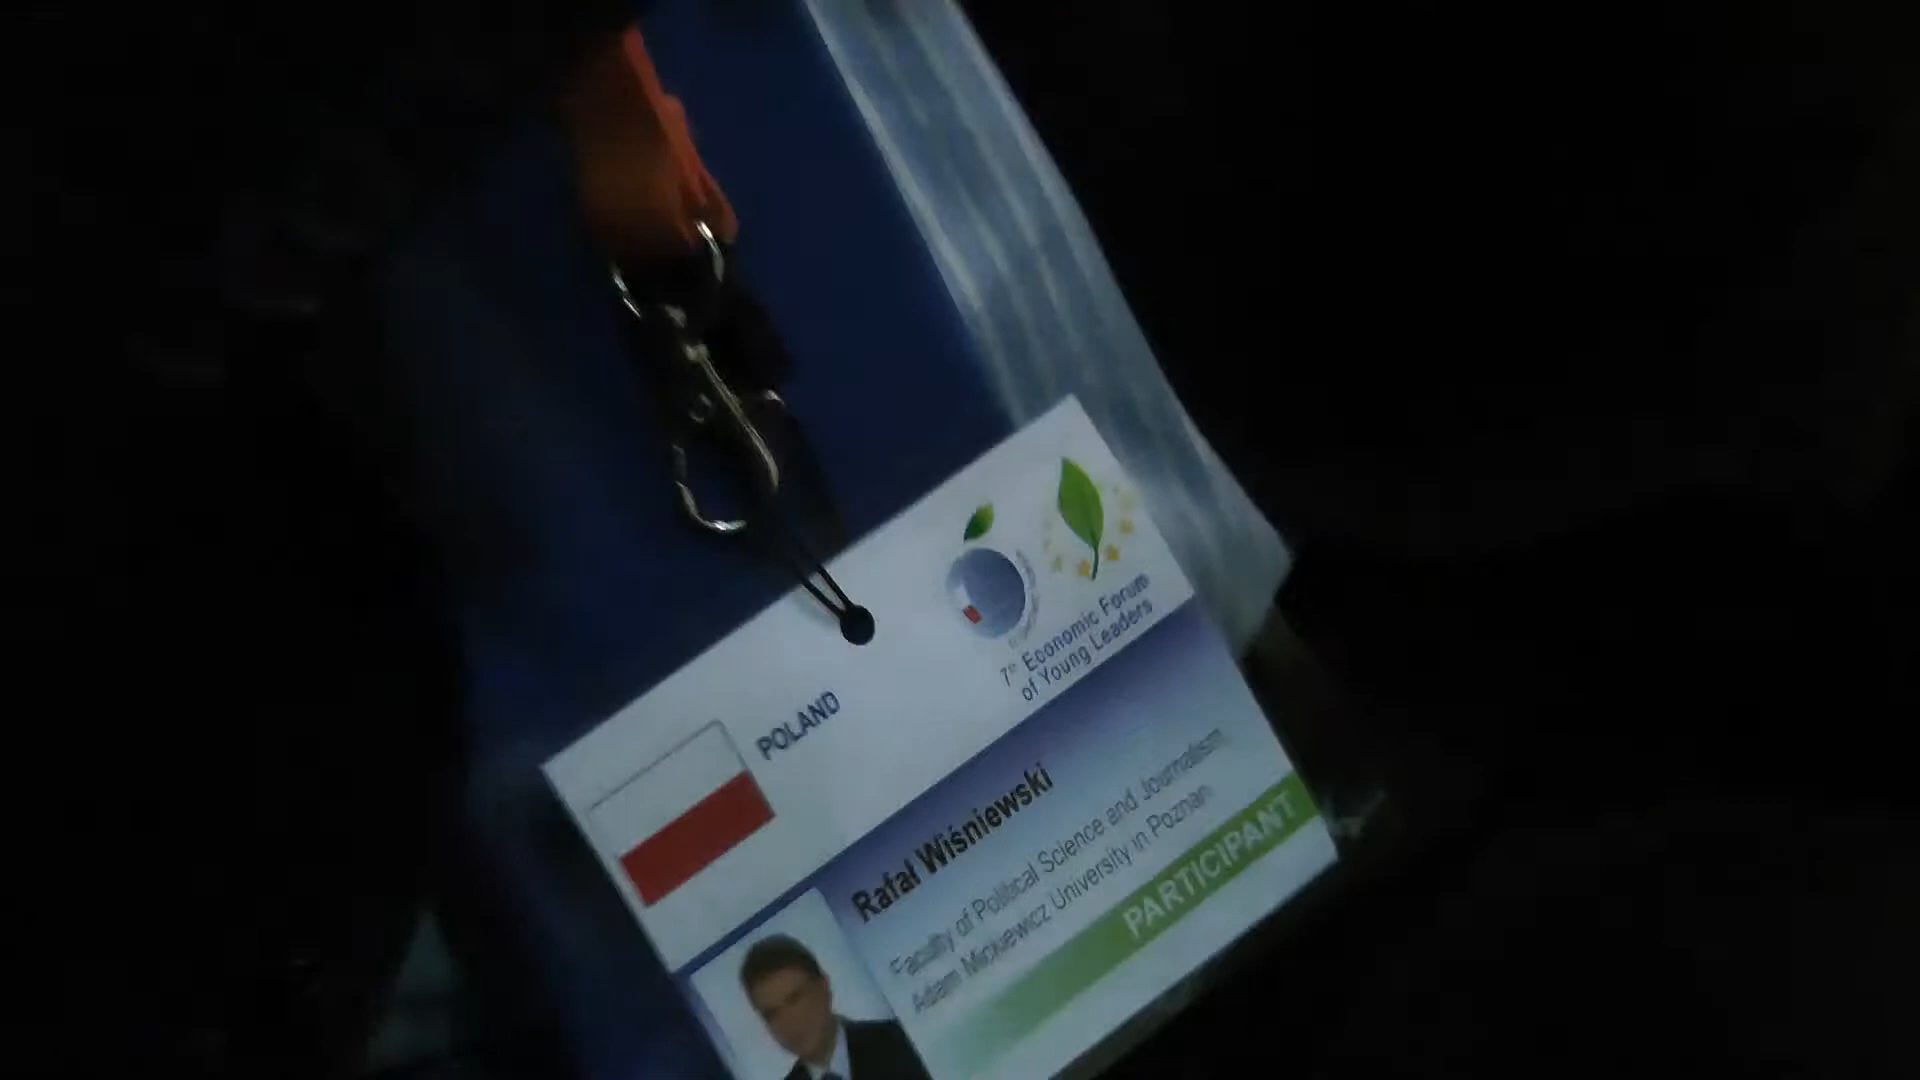 POLAND
7th Economic Forum
of Young Leaders
Rafał Wiśniewski
Faculty of Political Science and Journalism
Adam Mickiewicz University in Poznan
PARTICIPANT